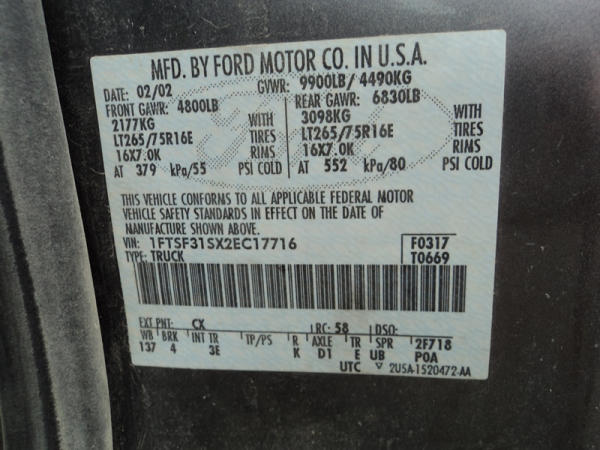 MFD. BY FORD MOTOR CO. IN U.S.A.
DATE: 02/02 GVWR: 9900LB/ 4490KG
FRONT GAWR: 4800LB REAR GAWR: 6830LB
2177KG WITH 3098KG WITH
LT265/75R16E TIRES LT265/75R16E TIRES
16X7.0K RIMS 16X7.0K RIMS
AT 379 kPa/55 PSI COLD AT 552 kPa/80 PSI COLD
THIS VEHICLE CONFORMS TO ALL APPLICABLE FEDERAL MOTOR
VEHICLE SAFETY STANDARDS IN EFFECT ON THE DATE OF
MANUFACTURE SHOWN ABOVE.
VIN: 1FTSF31SX2EC17716 F0317
TYPE: TRUCK T0669
EXT PNT: CX RC: 58 DSO:
WB BRK INT TR TP/PS R AXLE TR SPR 2F718
137 4 3E K D1 E UB POA
UTC ▽ 2USA-1520472-AA